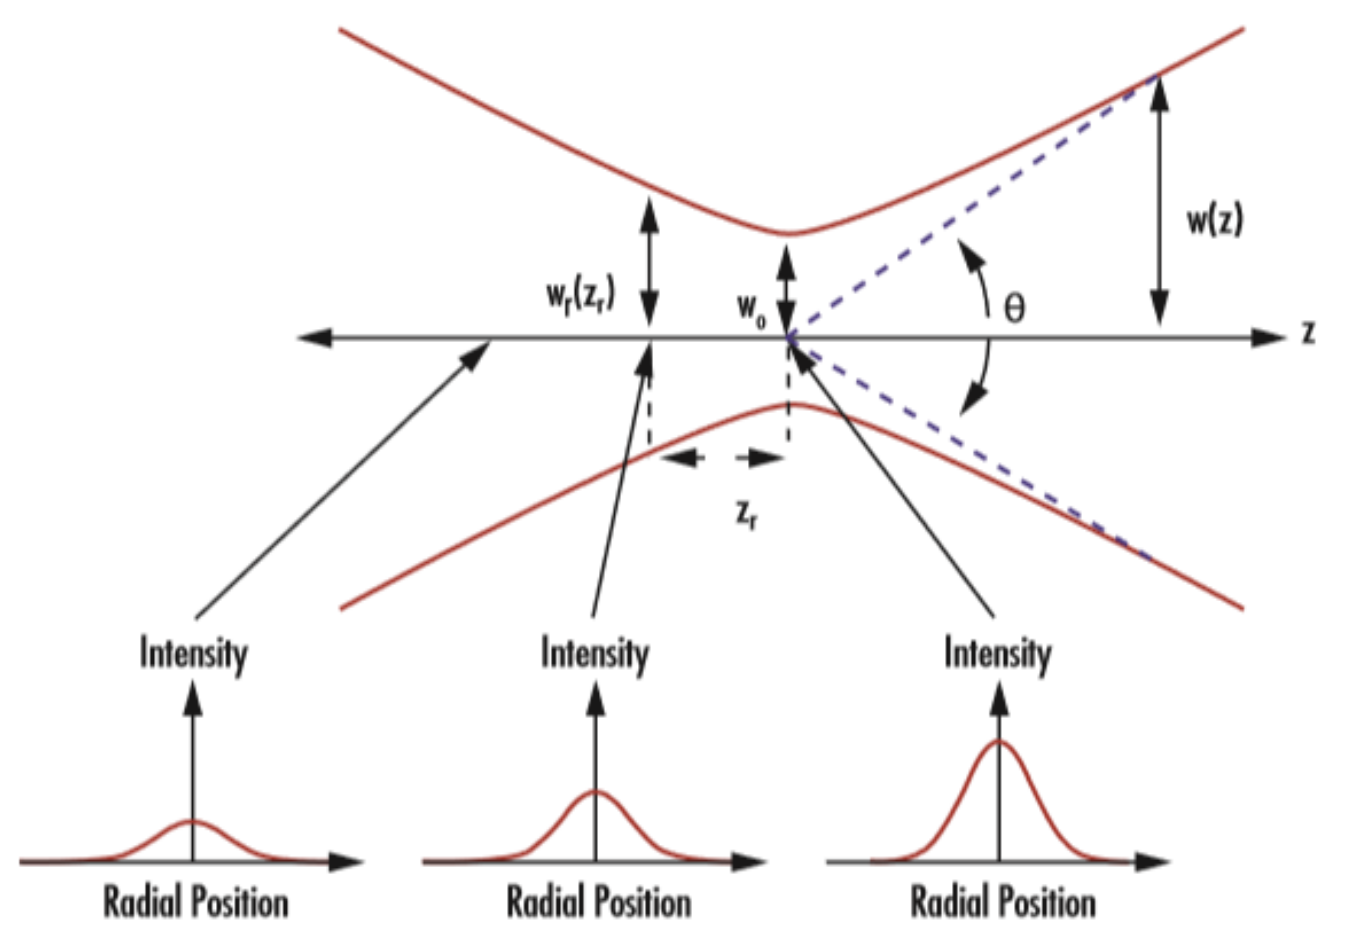 w(z)
wr(zr)
wo
θ
z
zr
Intensity
Intensity
Intensity
Radial Position
Radial Position
Radial Position